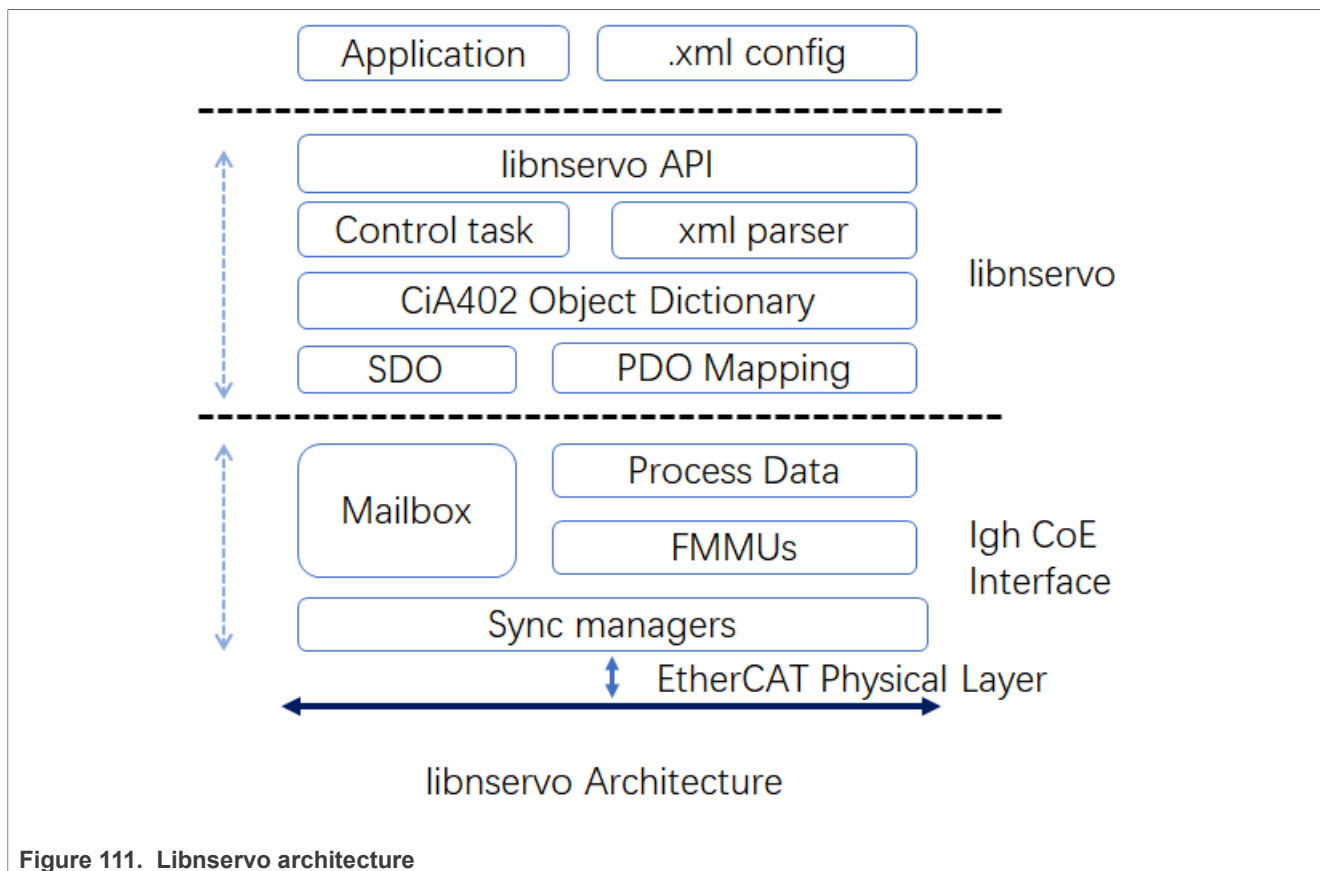 Application
.xml config
libnservo API
Control task
xml parser
libnservo
CiA402 Object Dictionary
SDO
PDO Mapping
Mailbox
Process Data
FMMUs
Igh CoE
Interface
Sync managers
EtherCAT Physical Layer
libnservo Architecture
Figure 111. Libnservo architecture